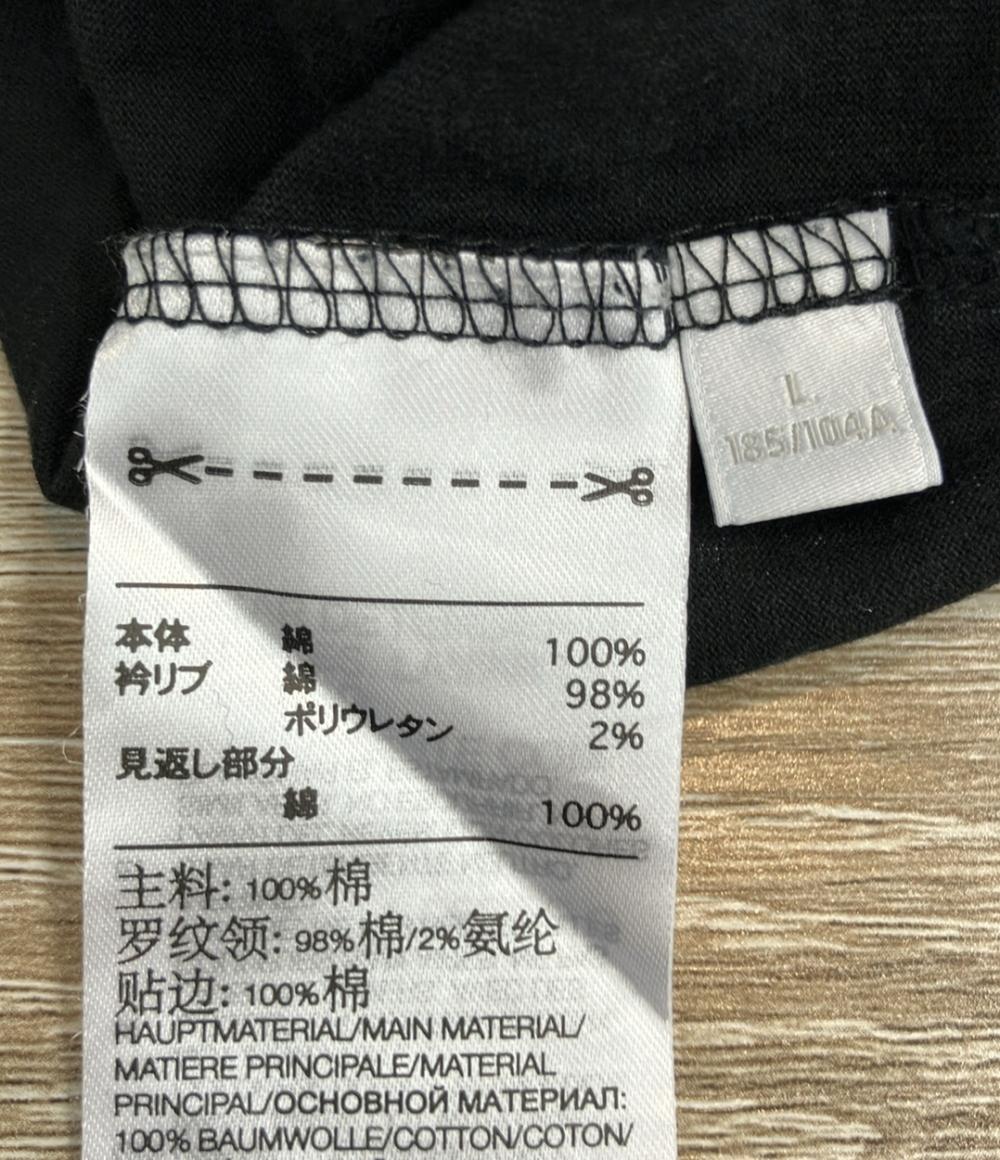 L
185/104A
本体 綿 100%
衿リブ 綿 98%
ポリウレタン 2%
見返し部分
綿 100%
主料: 100%棉
罗纹领: 98%棉/2%氨纶
贴边: 100%棉
HAUPTMATERIAL/MAIN MATERIAL/
MATIERE PRINCIPALE/MATERIAL
PRINCIPAL/ОСНОВНОЙ МАТЕРИАЛ:
100% BAUMWOLLE/COTTON/COTON/